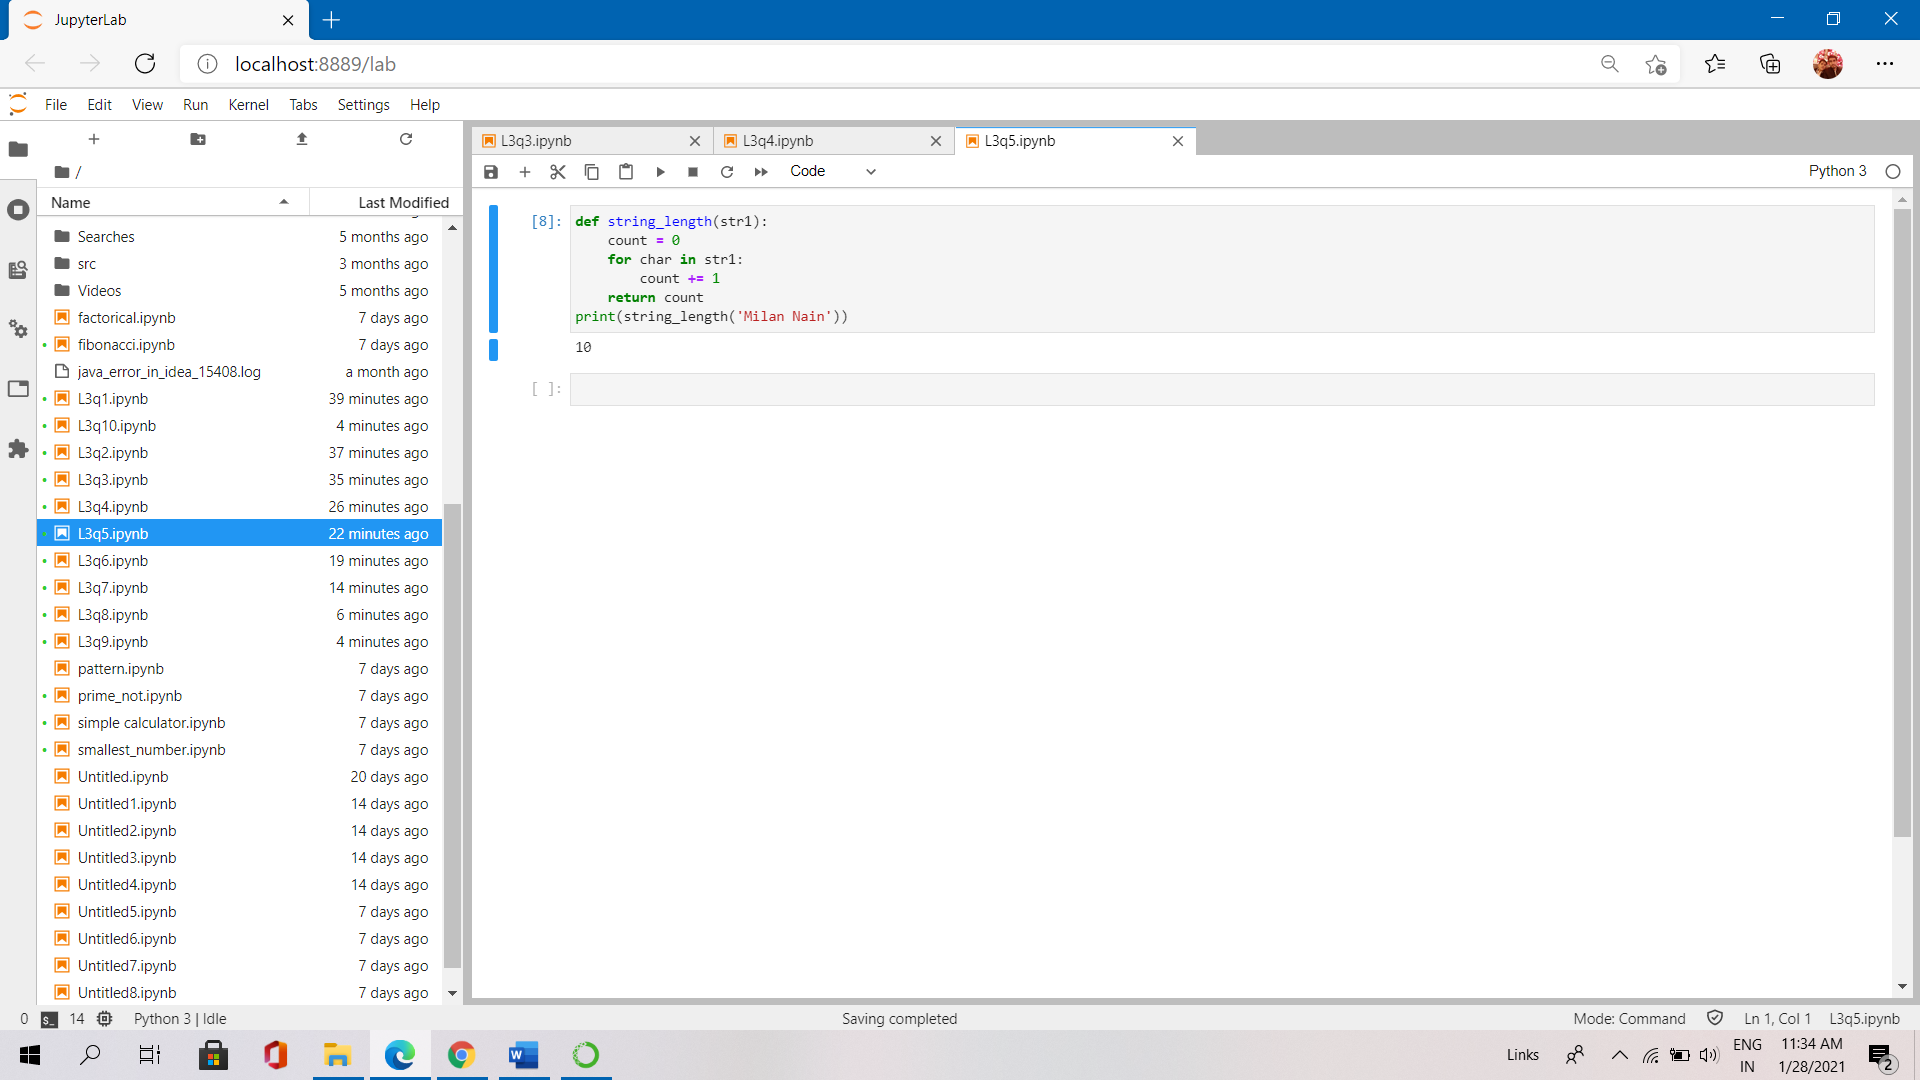 JupyterLab
localhost:8889/lab
File Edit View Run Kernel Tabs Settings Help
L3q3.ipynb L3q4.ipynb L3q5.ipynb
/
Code Python 3
Name Last Modified
Searches 5 months ago
src 3 months ago
Videos 5 months ago
factorical.ipynb 7 days ago
fibonacci.ipynb 7 days ago
java_error_in_idea_15408.log a month ago
L3q1.ipynb 39 minutes ago
L3q10.ipynb 4 minutes ago
L3q2.ipynb 37 minutes ago
L3q3.ipynb 35 minutes ago
L3q4.ipynb 26 minutes ago
L3q5.ipynb 22 minutes ago
L3q6.ipynb 19 minutes ago
L3q7.ipynb 14 minutes ago
L3q8.ipynb 6 minutes ago
L3q9.ipynb 4 minutes ago
pattern.ipynb 7 days ago
prime_not.ipynb 7 days ago
simple calculator.ipynb 7 days ago
smallest_number.ipynb 7 days ago
Untitled.ipynb 20 days ago
Untitled1.ipynb 14 days ago
Untitled2.ipynb 14 days ago
Untitled3.ipynb 14 days ago
Untitled4.ipynb 14 days ago
Untitled5.ipynb 7 days ago
Untitled6.ipynb 7 days ago
Untitled7.ipynb 7 days ago
Untitled8.ipynb 7 days ago
[8]: def string_length(str1):
    count = 0
    for char in str1:
        count += 1
    return count
print(string_length('Milan Nain'))
10
[ ]:
0 14 Python 3 | Idle Saving completed Mode: Command Ln 1, Col 1 L3q5.ipynb
Links ENG 11:34 AM
IN 1/28/2021 2